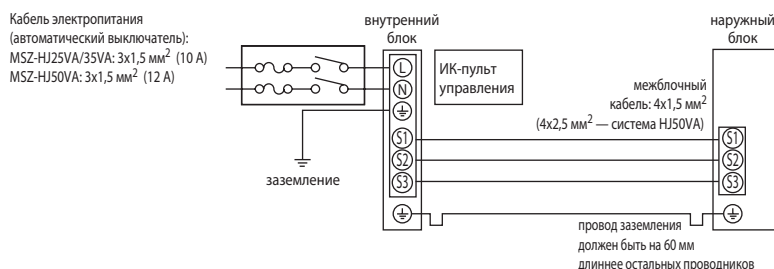 Кабель электропитания
(автоматический выключатель):
MSZ-HJ25VA/35VA: 3x1,5 мм² (10 А)
MSZ-HJ50VA: 3x1,5 мм² (12 А)
внутренний
блок
наружный
блок
L
N
ИК-пульт
управления
S1
S2
S3
заземление
межблочный
кабель: 4x1,5 мм²
(4x2,5 мм² — система HJ50VA)
S1
S2
S3
провод заземления
должен быть на 60 мм
длиннее остальных проводников